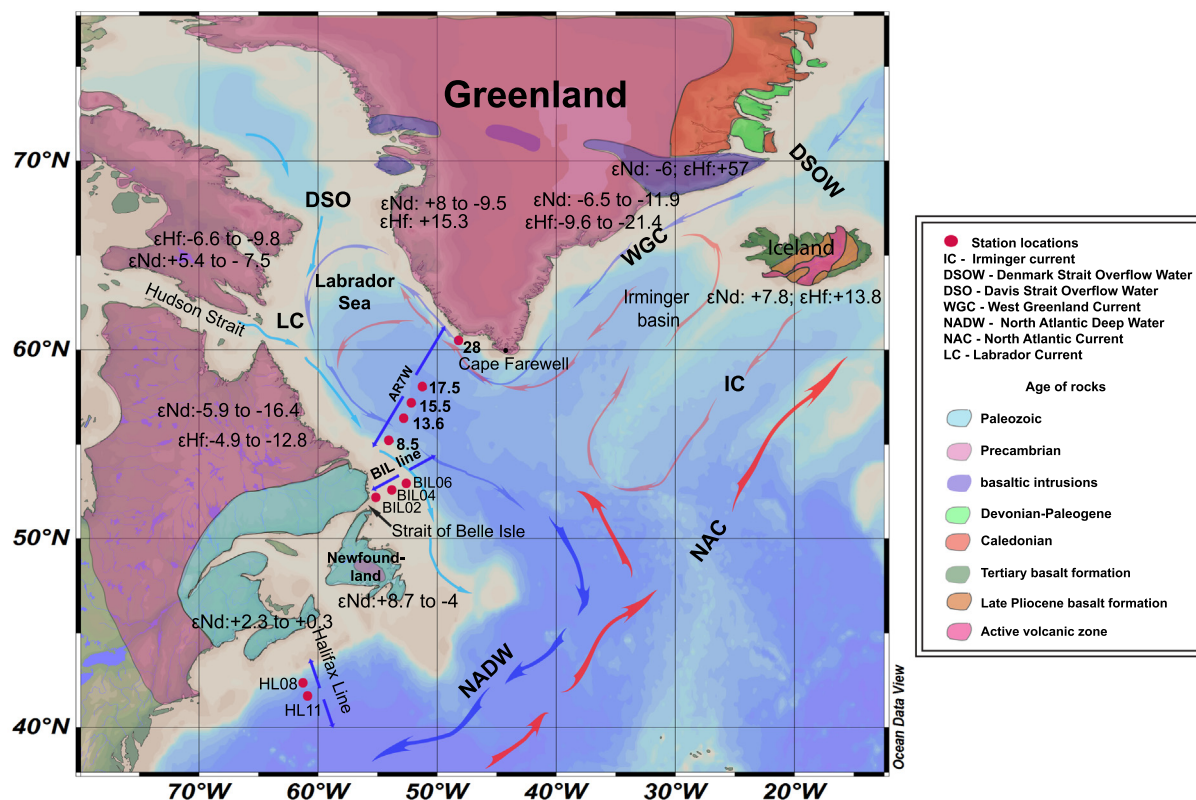 Greenland
70°N
60°N
50°N
40°N
DSOW
εNd: -6; εHf:+57
DSO
εNd: +8 to -9.5
εHf: +15.3
εNd: -6.5 to -11.9
εHf:-9.6 to -21.4
WGC
Iceland
εHf:-6.6 to -9.8
εNd:+5.4 to - 7.5
Labrador
Sea
Irminger
basin
εNd: +7.8; εHf:+13.8
Hudson Strait
LC
28
Cape Farewell
AR7W
17.5
15.5
13.6
8.5
IC
εNd:-5.9 to -16.4
εHf:-4.9 to -12.8
BIL line
BIL06
BIL04
BIL02
Strait of Belle Isle
NAC
Newfound-
land
εNd:+8.7 to -4
εNd:+2.3 to +0.3
Halifax Line
HL08
HL11
NADW
Ocean Data View
70°W
60°W
50°W
40°W
30°W
20°W
Station locations
IC - Irminger current
DSOW - Denmark Strait Overflow Water
DSO - Davis Strait Overflow Water
WGC - West Greenland Current
NADW - North Atlantic Deep Water
NAC - North Atlantic Current
LC - Labrador Current
Age of rocks
Paleozoic
Precambrian
basaltic intrusions
Devonian-Paleogene
Caledonian
Tertiary basalt formation
Late Pliocene basalt formation
Active volcanic zone